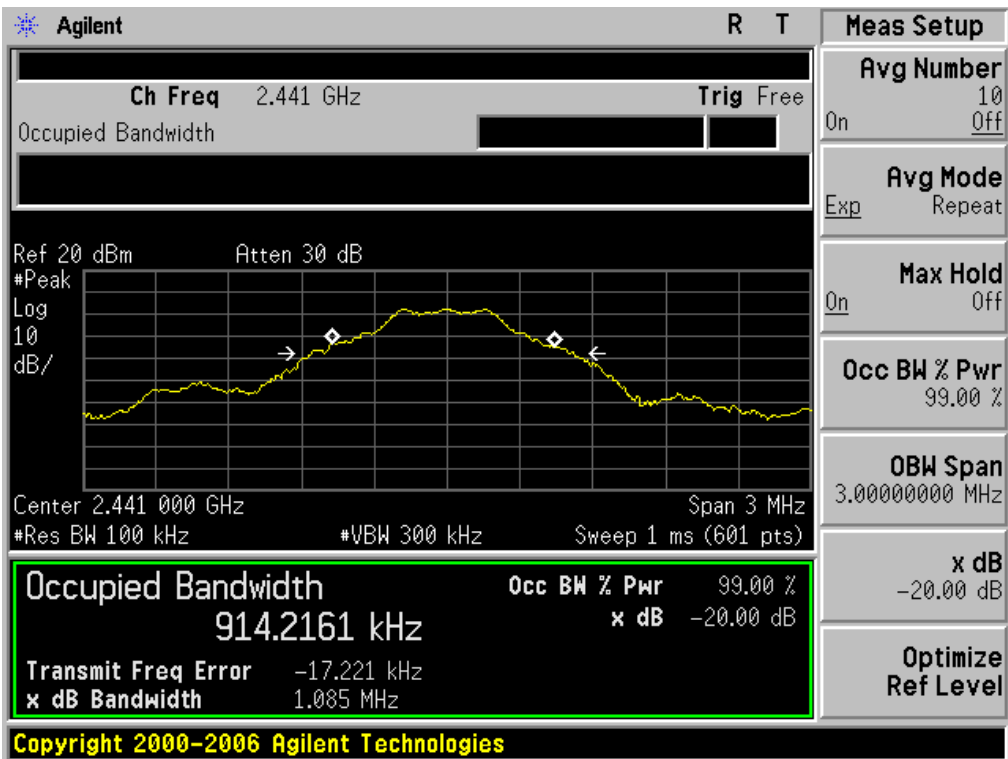 Agilent R T
Ch Freq 2.441 GHz Trig Free
Occupied Bandwidth
Ref 20 dBm Atten 30 dB
#Peak
Log
10
dB/
Center 2.441 000 GHz Span 3 MHz
#Res BW 100 kHz #VBW 300 kHz Sweep 1 ms (601 pts)
Occupied Bandwidth Occ BW % Pwr 99.00 %
914.2161 kHz x dB -20.00 dB
Transmit Freq Error -17.221 kHz
x dB Bandwidth 1.085 MHz
Copyright 2000-2006 Agilent Technologies
Meas Setup
Avg Number
10
On Off
Avg Mode
Exp Repeat
Max Hold
On Off
Occ BW % Pwr
99.00 %
OBW Span
3.00000000 MHz
x dB
-20.00 dB
Optimize
Ref Level